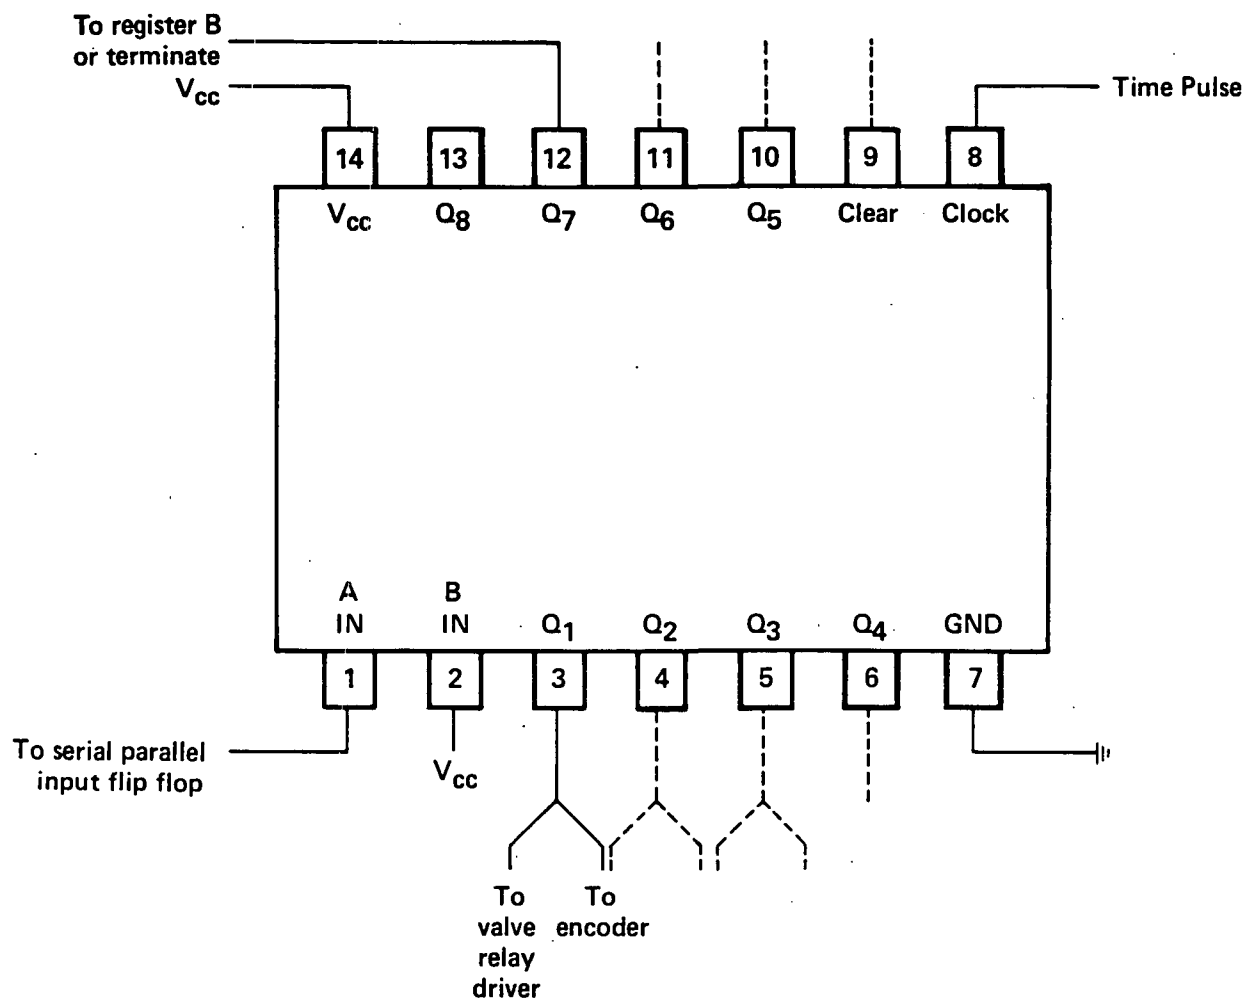 To register B
or terminate
Vcc
Time Pulse
14 13 12 11 10 9 8
Vcc Q8 Q7 Q6 Q5 Clear Clock
A B
IN IN Q1 Q2 Q3 Q4 GND
1 2 3 4 5 6 7
To serial parallel
input flip flop
Vcc
To To
valve encoder
relay
driver